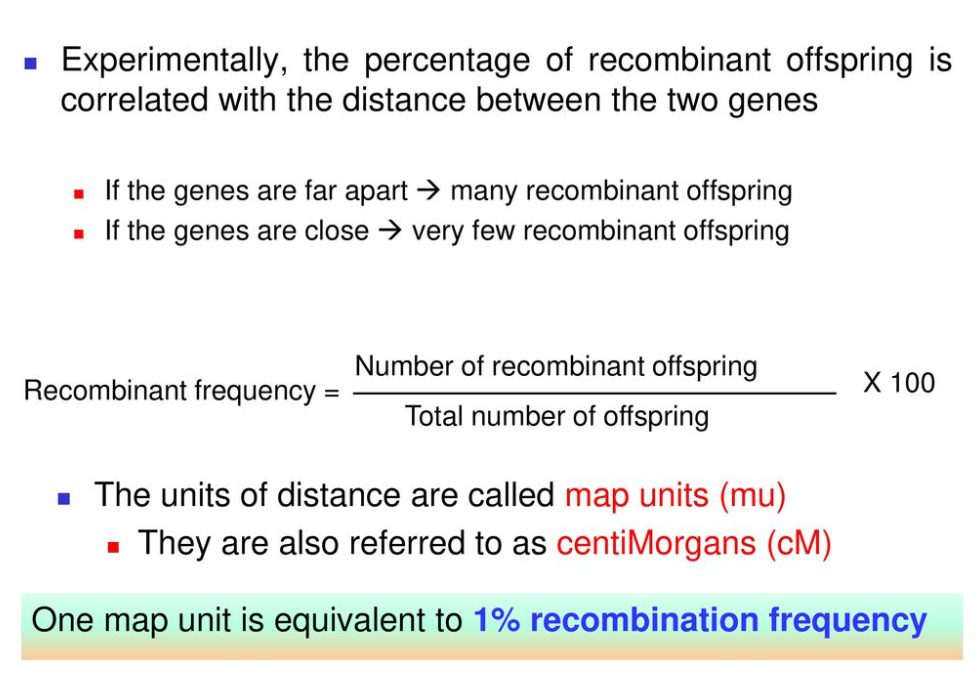 Experimentally, the percentage of recombinant offspring is
correlated with the distance between the two genes
If the genes are far apart → many recombinant offspring
If the genes are close → very few recombinant offspring
Number of recombinant offspring
Recombinant frequency = X 100
Total number of offspring
The units of distance are called map units (mu)
They are also referred to as centiMorgans (cM)
One map unit is equivalent to 1% recombination frequency